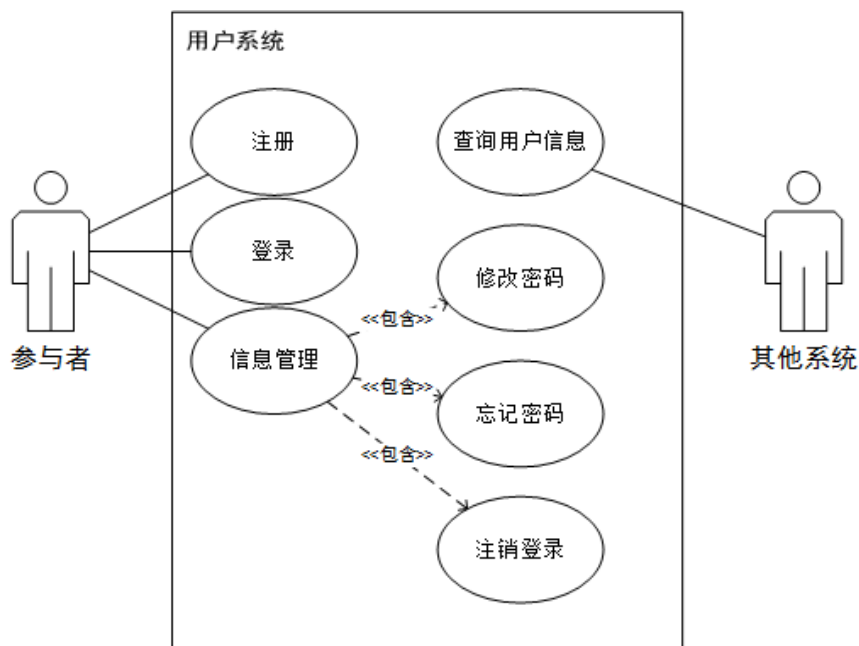 用户系统
注册
查询用户信息
登录
修改密码
<<包含>>
信息管理
参与者
其他系统
<<包含>>
忘记密码
<<包含>>
注销登录